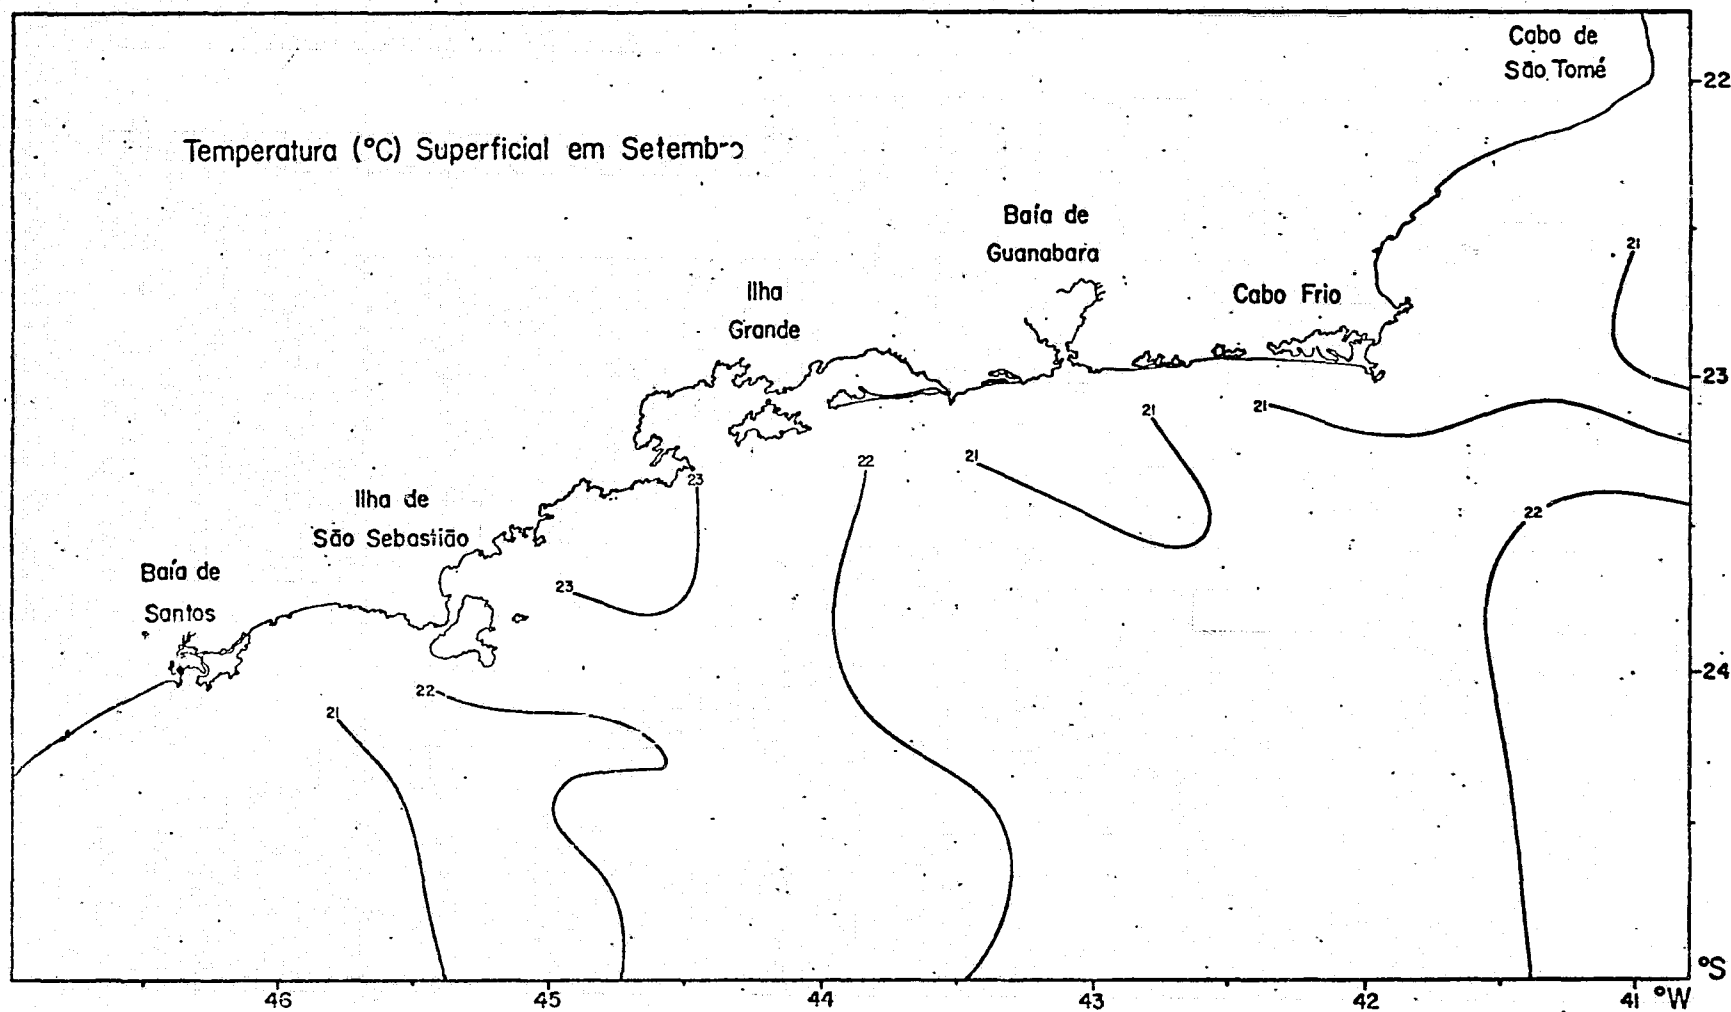 Cabo de
São Tomé
22
Temperatura (°C) Superficial em Setembro
Baía de
Guanabara
21
Ilha
Grande
Cabo Frio
23
21
21
21
22
23
Ilha de
São Sebastião
22
Baía de
Santos
23
24
22
21
°S
46
45
44
43
42
41 °W